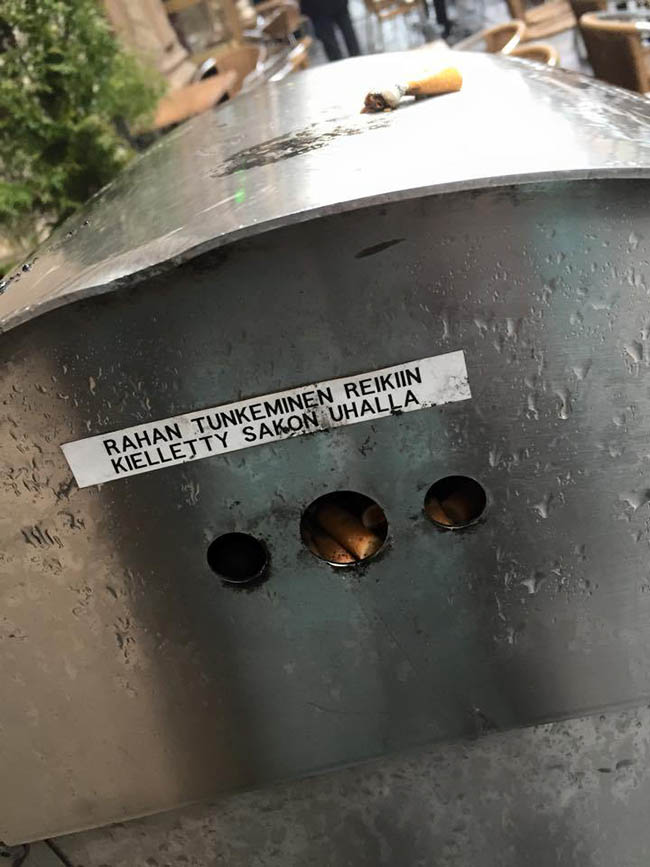 RAHAN TUNKEMINEN REIKIIN
KIELLETTY SAKON UHALLA